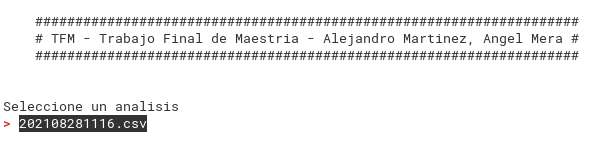 ####################################################################
# TFM - Trabajo Final de Maestria - Alejandro Martinez, Angel Mera #
####################################################################
Seleccione un analisis
> 202108281116.csv